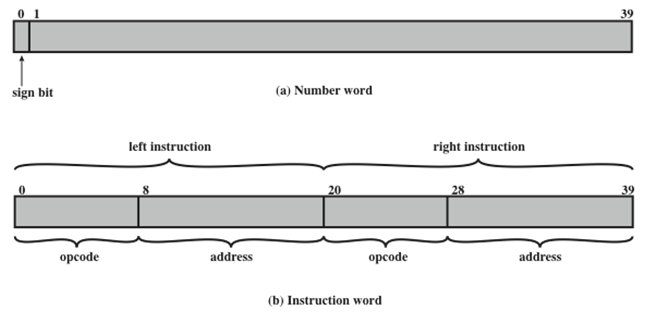 0 1 39
sign bit
(a) Number word
left instruction right instruction
0 8 20 28 39
opcode address opcode address
(b) Instruction word